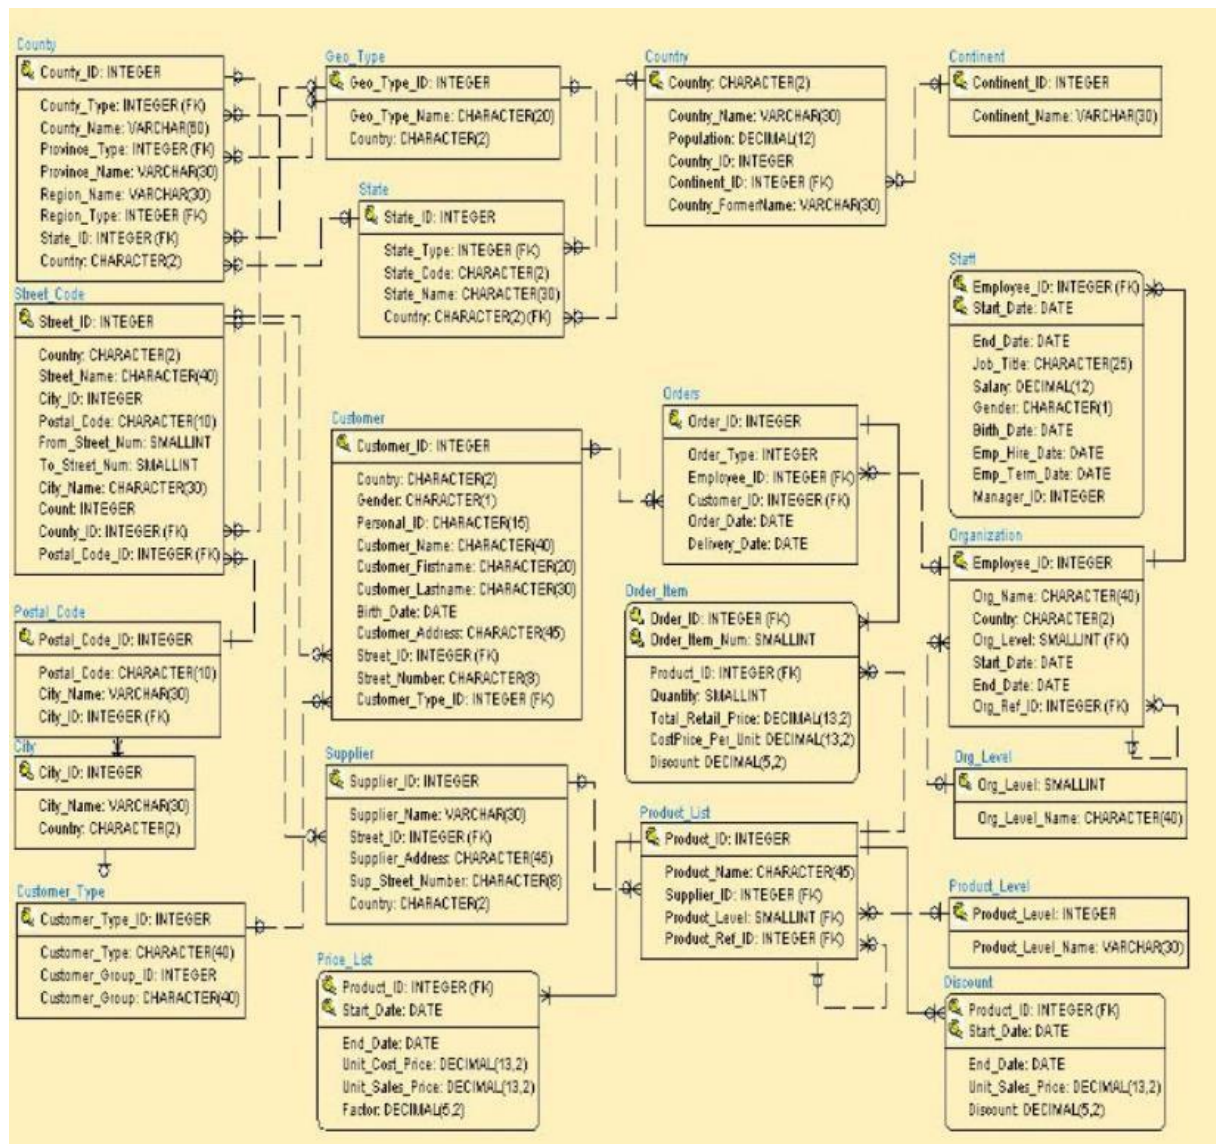 County
County_ID: INTEGER
County_Type: INTEGER (FK)
County_Name: VARCHAR(60)
Province_Type: INTEGER (FK)
Province_Name: VARCHAR(30)
Region_Name: VARCHAR(30)
Region_Type: INTEGER (FK)
State_ID: INTEGER (FK)
Country: CHARACTER(2)
Geo_Type
Geo_Type_ID: INTEGER
Geo_Type_Name: CHARACTER(20)
Country: CHARACTER(2)
Country
Country: CHARACTER(2)
Country_Name: VARCHAR(30)
Population: DECIMAL(12)
Country_ID: INTEGER
Continent_ID: INTEGER (FK)
Country_FormerName: VARCHAR(30)
Continent
Continent_ID: INTEGER
Continent_Name: VARCHAR(30)
State
State_ID: INTEGER
State_Type: INTEGER (FK)
State_Code: CHARACTER(2)
State_Name: CHARACTER(30)
Country: CHARACTER(2) (FK)
Staff
Employee_ID: INTEGER (FK)
Start_Date: DATE
End_Date: DATE
Job_Title: CHARACTER(25)
Salary: DECIMAL(12)
Gender: CHARACTER(1)
Birth_Date: DATE
Emp_Hire_Date: DATE
Emp_Term_Date: DATE
Manager_ID: INTEGER
Street_Code
Street_ID: INTEGER
Country: CHARACTER(2)
Street_Name: CHARACTER(40)
City_ID: INTEGER
Postal_Code: CHARACTER(10)
From_Street_Num: SMALLINT
To_Street_Num: SMALLINT
City_Name: CHARACTER(30)
Count: INTEGER
County_ID: INTEGER (FK)
Postal_Code_ID: INTEGER (FK)
Customer
Customer_ID: INTEGER
Country: CHARACTER(2)
Gender: CHARACTER(1)
Personal_ID: CHARACTER(15)
Customer_Name: CHARACTER(40)
Customer_Firstname: CHARACTER(20)
Customer_Lastname: CHARACTER(30)
Birth_Date: DATE
Customer_Address: CHARACTER(45)
Street_ID: INTEGER (FK)
Street_Number: CHARACTER(8)
Customer_Type_ID: INTEGER (FK)
Orders
Order_ID: INTEGER
Order_Type: INTEGER
Employee_ID: INTEGER (FK)
Customer_ID: INTEGER (FK)
Order_Date: DATE
Delivery_Date: DATE
Organization
Employee_ID: INTEGER
Org_Name: CHARACTER(40)
Country: CHARACTER(2)
Org_Level: SMALLINT (FK)
Start_Date: DATE
End_Date: DATE
Org_Ref_ID: INTEGER (FK)
Order_Item
Order_ID: INTEGER (FK)
Order_Item_Num: SMALLINT
Product_ID: INTEGER (FK)
Quantity: SMALLINT
Total_Retail_Price: DECIMAL(13,2)
CostPrice_Per_Unit: DECIMAL(13,2)
Discount: DECIMAL(5,2)
Postal_Code
Postal_Code_ID: INTEGER
Postal_Code: CHARACTER(10)
City_Name: VARCHAR(30)
City_ID: INTEGER (FK)
City
City_ID: INTEGER
City_Name: VARCHAR(30)
Country: CHARACTER(2)
Supplier
Supplier_ID: INTEGER
Supplier_Name: VARCHAR(30)
Street_ID: INTEGER (FK)
Supplier_Address: CHARACTER(45)
Sup_Street_Number: CHARACTER(8)
Country: CHARACTER(2)
Org_Level
Org_Level: SMALLINT
Org_Level_Name: CHARACTER(40)
Product_List
Product_ID: INTEGER
Product_Name: CHARACTER(45)
Supplier_ID: INTEGER (FK)
Product_Level: SMALLINT (FK)
Product_Ref_ID: INTEGER (FK)
Customer_Type
Customer_Type_ID: INTEGER
Customer_Type: CHARACTER(40)
Customer_Group_ID: INTEGER
Customer_Group: CHARACTER(40)
Product_Level
Product_Level: INTEGER
Product_Level_Name: VARCHAR(30)
Price_List
Product_ID: INTEGER (FK)
Start_Date: DATE
End_Date: DATE
Unit_Cost_Price: DECIMAL(13,2)
Unit_Sales_Price: DECIMAL(13,2)
Factor: DECIMAL(5,2)
Discount
Product_ID: INTEGER (FK)
Start_Date: DATE
End_Date: DATE
Unit_Sales_Price: DECIMAL(13,2)
Discount: DECIMAL(5,2)